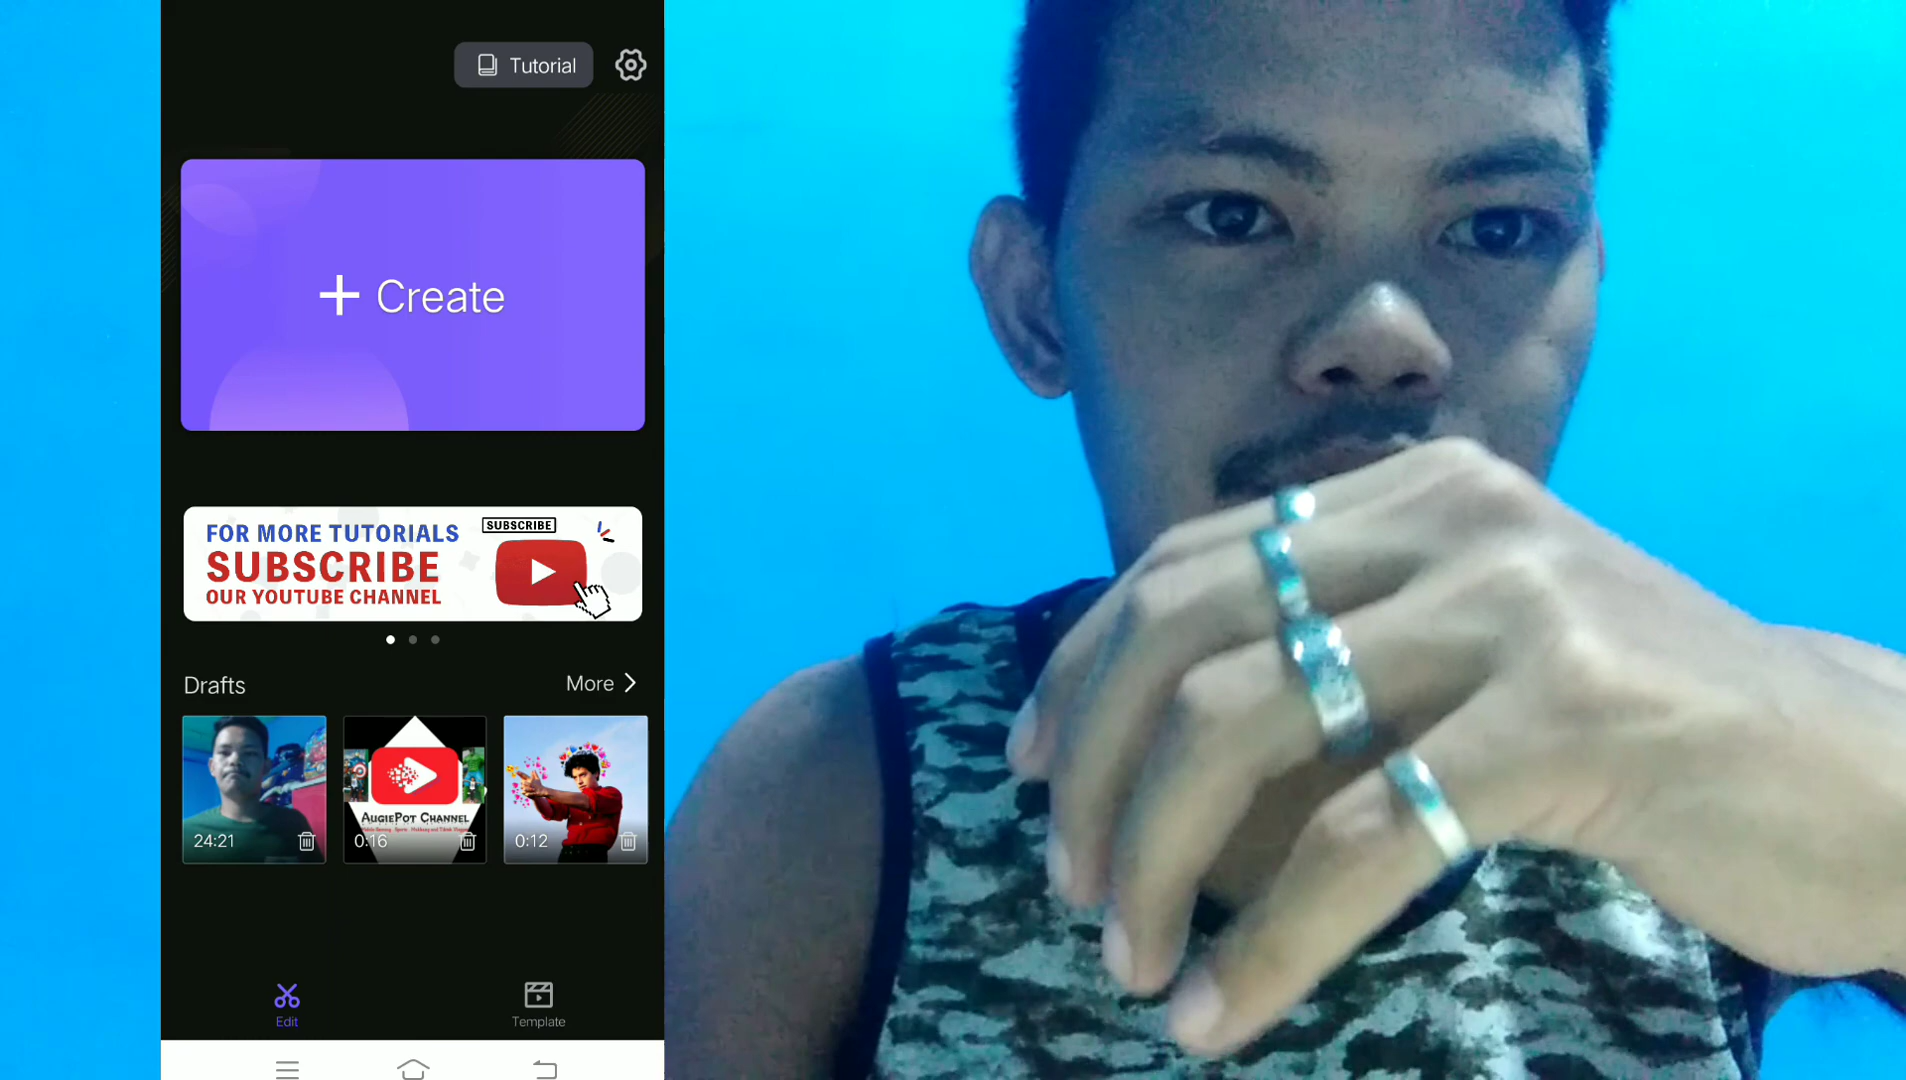 Tutorial
Create
FOR MORE TUTORIALS
SUBSCRIBE
SUBSCRIBE
OUR YOUTUBE CHANNEL
Drafts
More
24:21
AUGIEPOT CHANNEL
0:16
0:12
Edit
Template